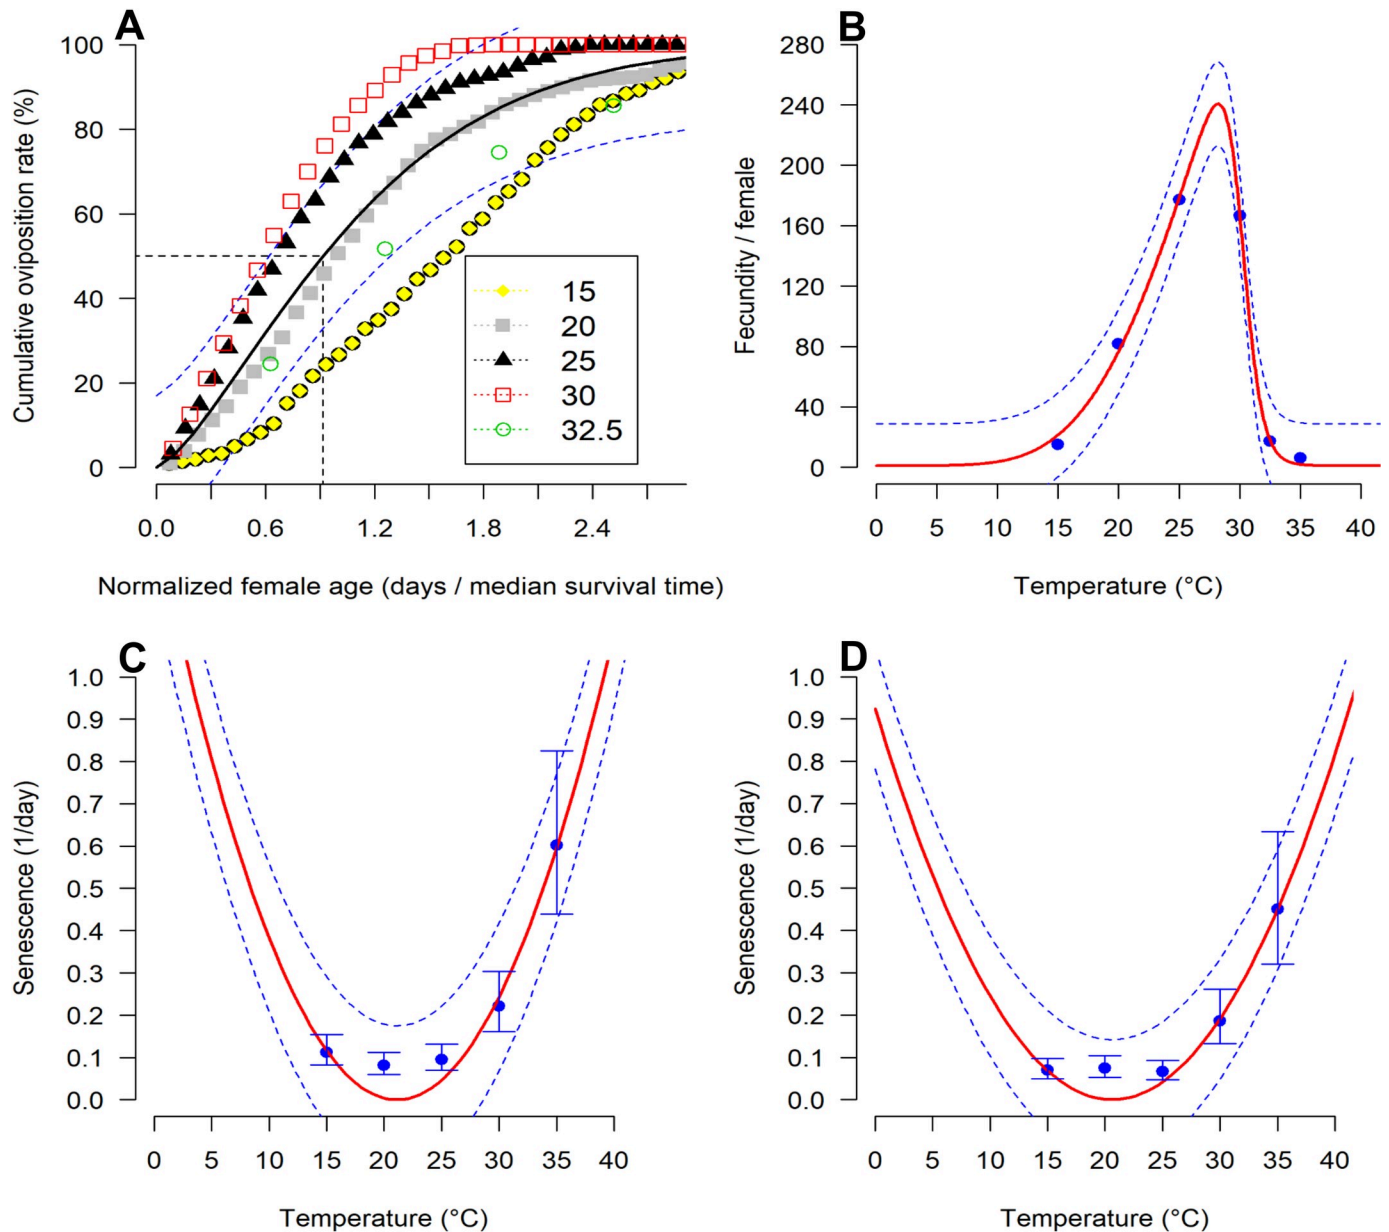 A
Cumulative oviposition rate (%)
100
80
60
40
20
0
15
20
25
30
32.5
0.0 0.6 1.2 1.8 2.4
Normalized female age (days / median survival time)
B
Fecundity / female
280
240
200
160
120
80
40
0
0 5 10 15 20 25 30 35 40
Temperature (°C)
C
Senescence (1/day)
1.0
0.9
0.8
0.7
0.6
0.5
0.4
0.3
0.2
0.1
0.0
0 5 10 15 20 25 30 35 40
Temperature (°C)
D
Senescence (1/day)
1.0
0.9
0.8
0.7
0.6
0.5
0.4
0.3
0.2
0.1
0.0
0 5 10 15 20 25 30 35 40
Temperature (°C)